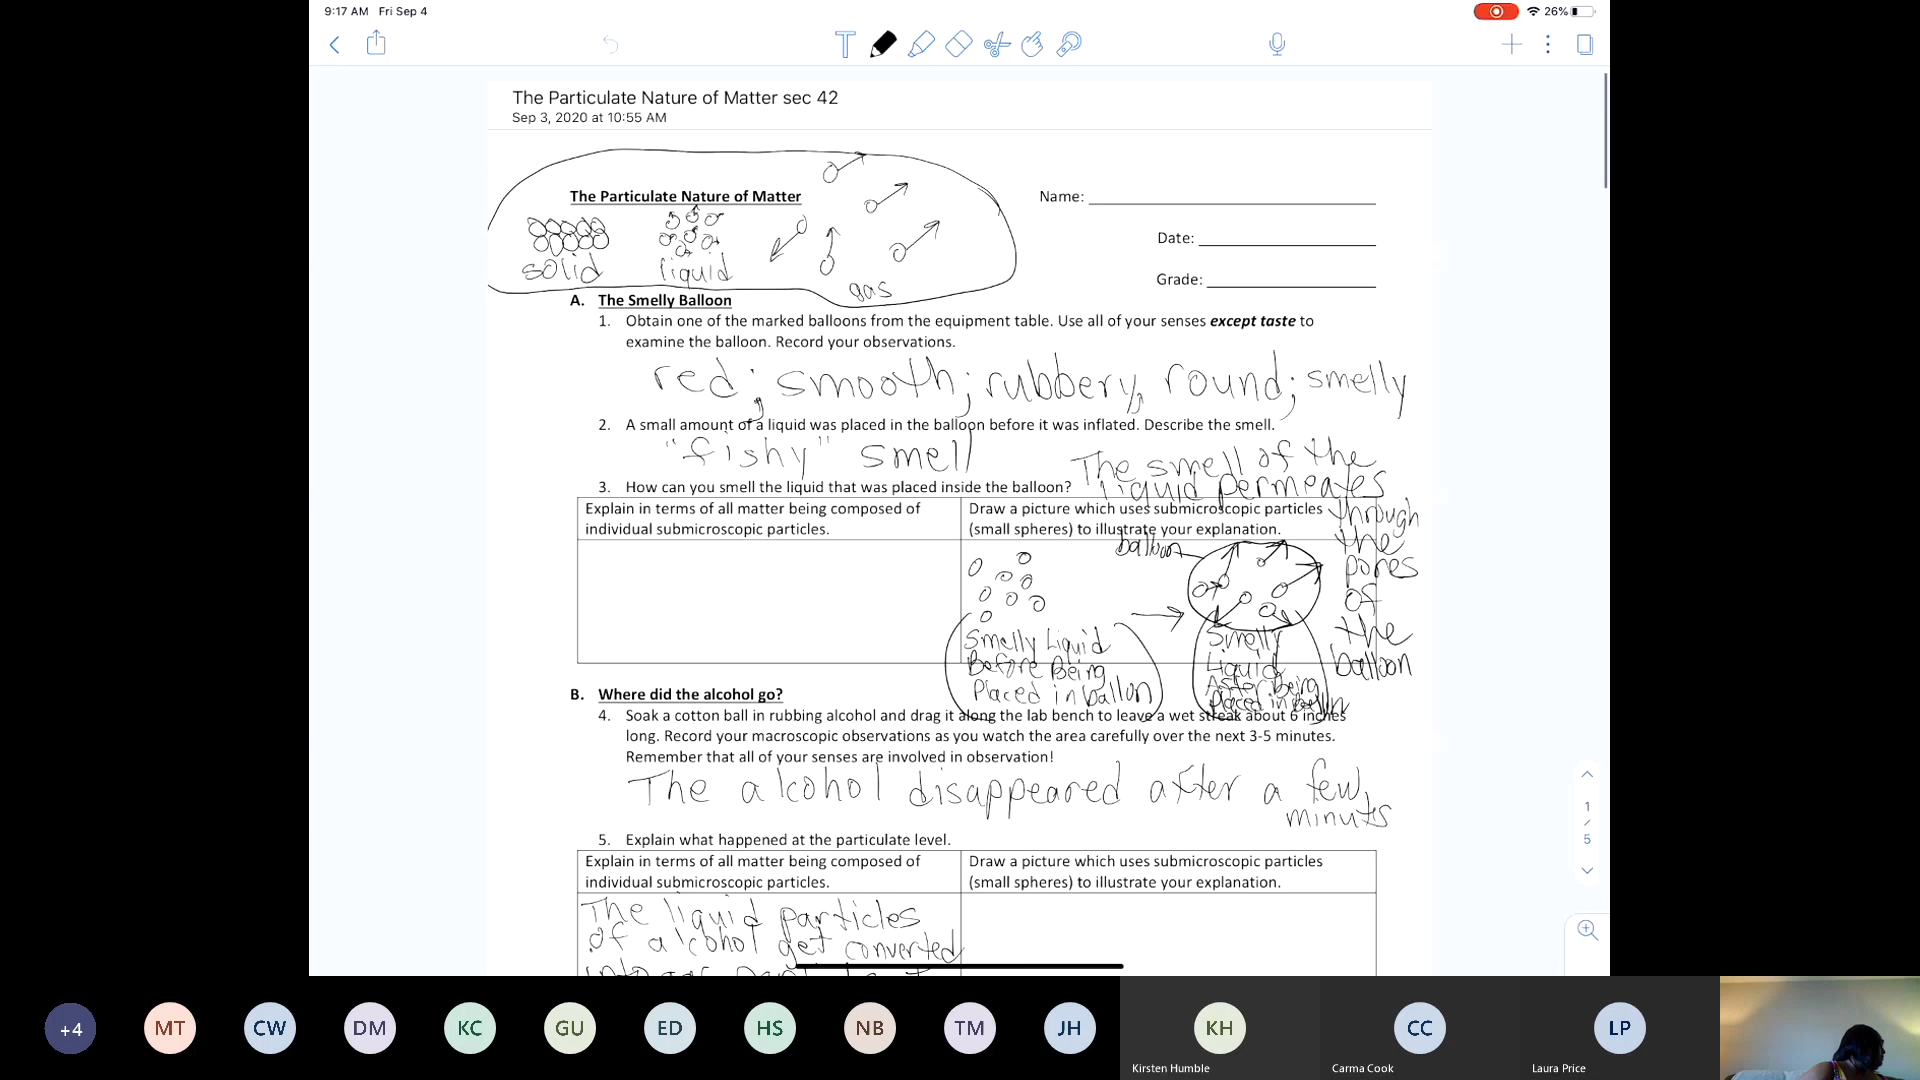 9:17 AM Fri Sep 4
26%
The Particulate Nature of Matter sec 42
Sep 3, 2020 at 10:55 AM
The Particulate Nature of Matter
Name:
Date:
Grade:
solid
liquid
gas
A. The Smelly Balloon
1. Obtain one of the marked balloons from the equipment table. Use all of your senses except taste to
examine the balloon. Record your observations.
red; smooth; rubbery, round; smelly
2. A small amount of a liquid was placed in the balloon before it was inflated. Describe the smell.
"fishy" smell
3. How can you smell the liquid that was placed inside the balloon?
The smell of the
liquid permeates
through
the
pores
of
the
balloon
Explain in terms of all matter being composed of
individual submicroscopic particles.
Draw a picture which uses submicroscopic particles
(small spheres) to illustrate your explanation.
balloon
Smelly Liquid
Before Being
Placed in ballon
Smelly
Liquid
After Being
Placed in ballon
B. Where did the alcohol go?
4. Soak a cotton ball in rubbing alcohol and drag it along the lab bench to leave a wet streak about 6 inches
long. Record your macroscopic observations as you watch the area carefully over the next 3-5 minutes.
Remember that all of your senses are involved in observation!
The alcohol disappeared after a few
minuts
5. Explain what happened at the particulate level.
Explain in terms of all matter being composed of
individual submicroscopic particles.
Draw a picture which uses submicroscopic particles
(small spheres) to illustrate your explanation.
The liquid particles
of alcohol get converted
1
/
5
+4
MT
CW
DM
KC
GU
ED
HS
NB
TM
JH
KH
Kirsten Humble
CC
Carma Cook
LP
Laura Price